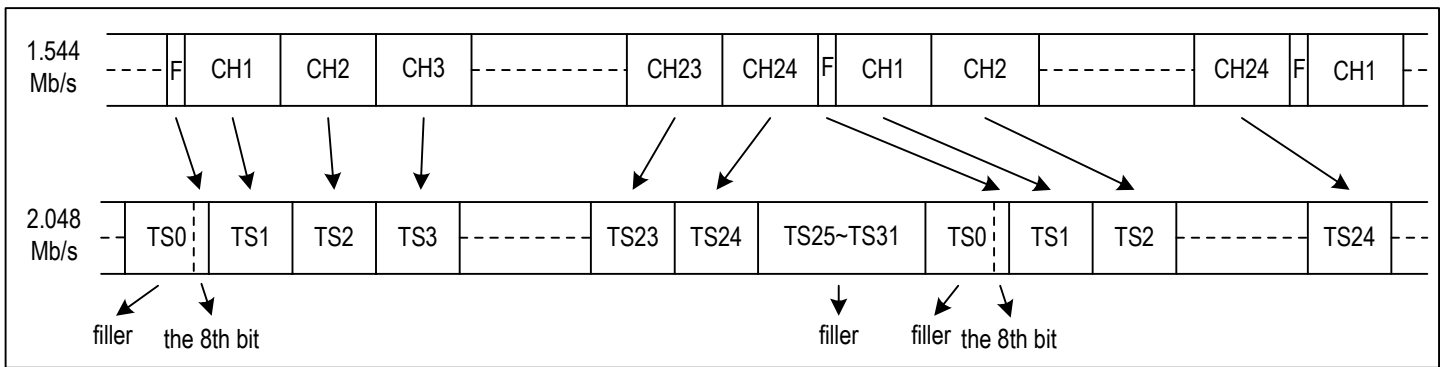 1.544
Mb/s
F CH1 CH2 CH3 CH23 CH24 F CH1 CH2 CH24 F CH1
2.048
Mb/s
TS0 TS1 TS2 TS3 TS23 TS24 TS25~TS31 TS0 TS1 TS2 TS24
filler the 8th bit filler filler the 8th bit